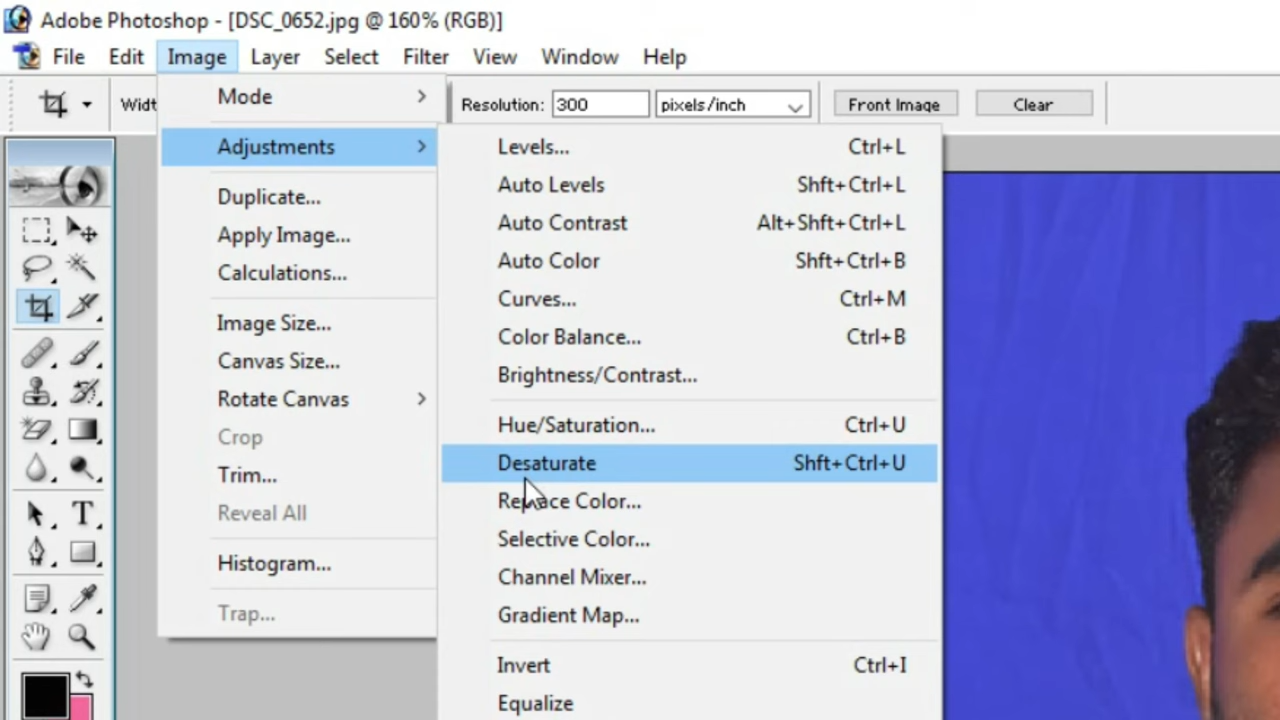 Adobe Photoshop - [DSC_0652.jpg @ 160% (RGB)]
File Edit Image Layer Select Filter View Window Help
Widt Resolution: 300 pixels/inch Front Image Clear
Mode
Adjustments
Duplicate...
Apply Image...
Calculations...
Image Size...
Canvas Size...
Rotate Canvas
Crop
Trim...
Reveal All
Histogram...
Trap...
Levels... Ctrl+L
Auto Levels Shft+Ctrl+L
Auto Contrast Alt+Shft+Ctrl+L
Auto Color Shft+Ctrl+B
Curves... Ctrl+M
Color Balance... Ctrl+B
Brightness/Contrast...
Hue/Saturation... Ctrl+U
Desaturate Shft+Ctrl+U
Replace Color...
Selective Color...
Channel Mixer...
Gradient Map...
Invert Ctrl+I
Equalize